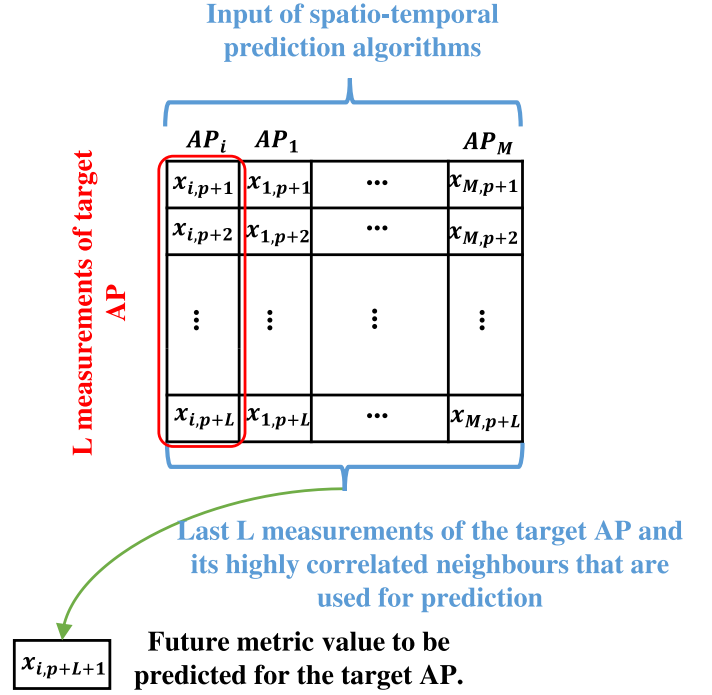 Input of spatio-temporal
prediction algorithms
AP_i AP_1 AP_M
L measurements of target
AP
x_{i,p+1} x_{1,p+1} ... x_{M,p+1}
x_{i,p+2} x_{1,p+2} ... x_{M,p+2}
⋮ ⋮ ⋮ ⋮
x_{i,p+L} x_{1,p+L} ... x_{M,p+L}
Last L measurements of the target AP and
its highly correlated neighbours that are
used for prediction
Future metric value to be
predicted for the target AP.
x_{i,p+L+1}